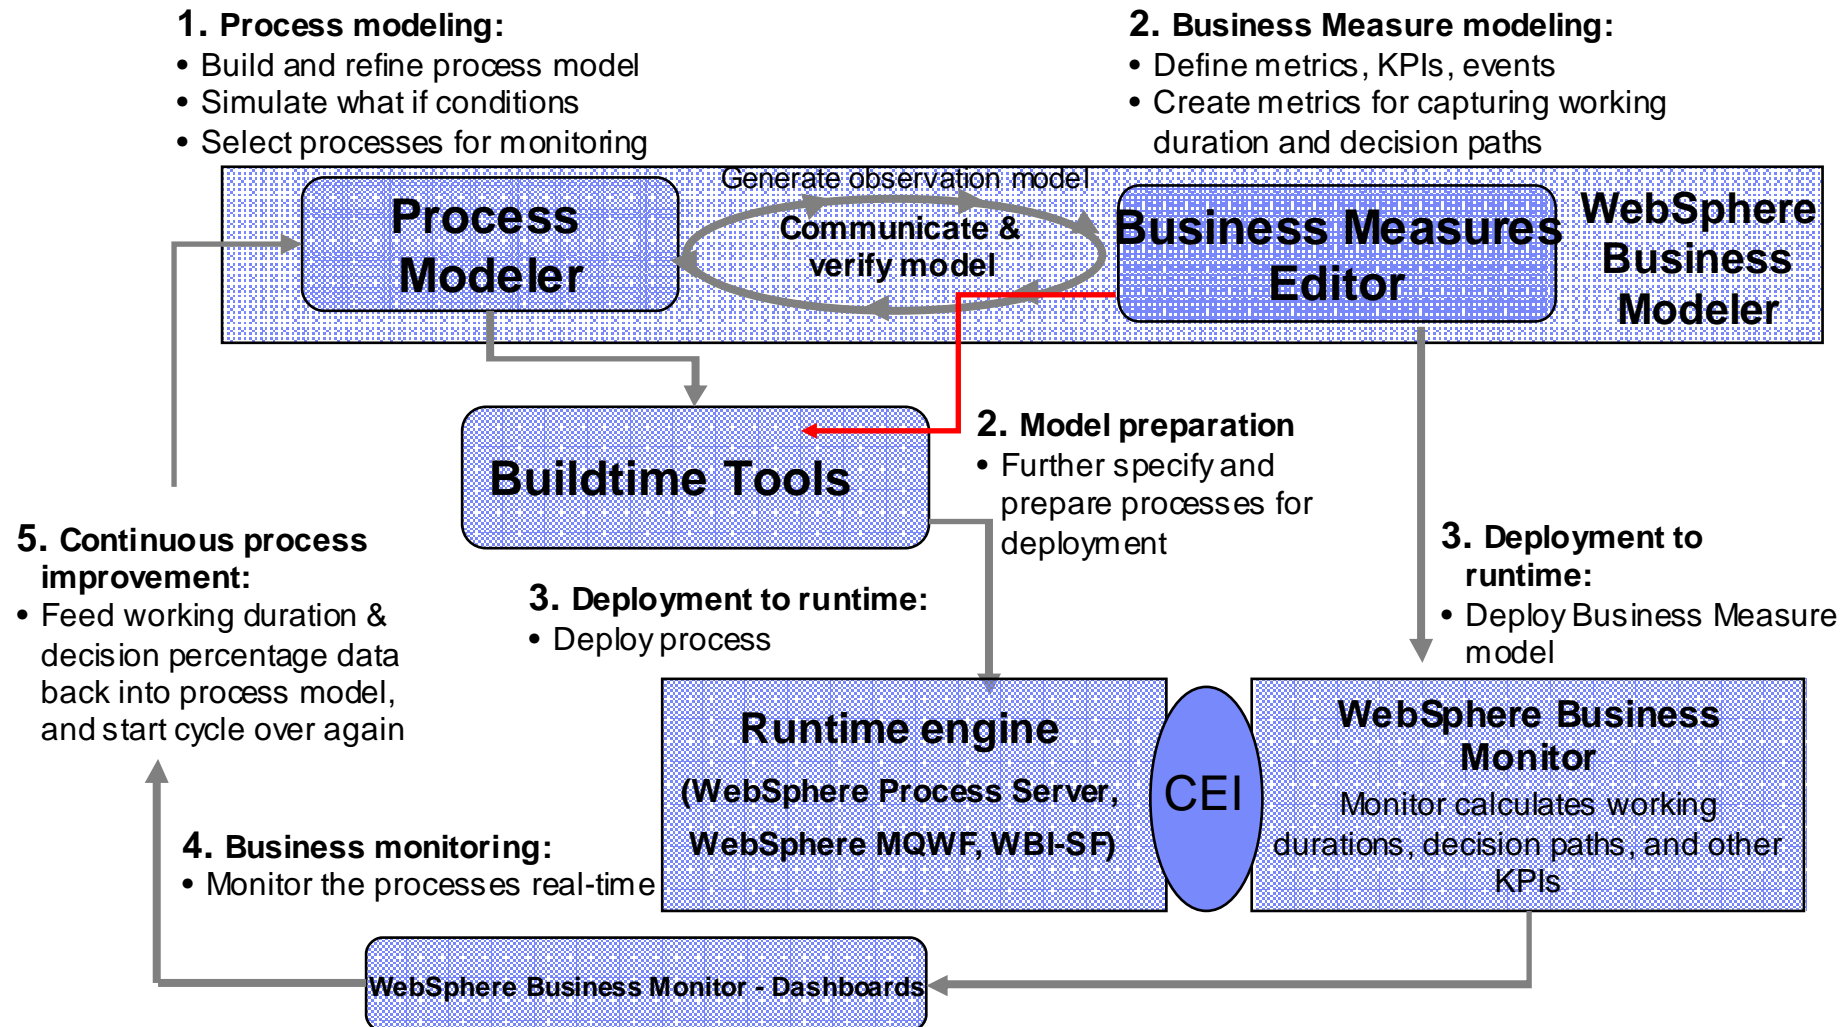 1. Process modeling:
• Build and refine process model
• Simulate what if conditions
• Select processes for monitoring
2. Business Measure modeling:
• Define metrics, KPIs, events
• Create metrics for capturing working
duration and decision paths
Process
Modeler
Generate observation model
Communicate &
verify model
Business Measures
Editor
WebSphere
Business
Modeler
Buildtime Tools
2. Model preparation
• Further specify and
prepare processes for
deployment
5. Continuous process
improvement:
• Feed working duration &
decision percentage data
back into process model,
and start cycle over again
3. Deployment to runtime:
• Deploy process
3. Deployment to
runtime:
• Deploy Business Measure
model
Runtime engine
(WebSphere Process Server,
WebSphere MQWF, WBI-SF)
CEI
WebSphere Business
Monitor
Monitor calculates working
durations, decision paths, and other
KPIs
4. Business monitoring:
• Monitor the processes real-time
WebSphere Business Monitor - Dashboards